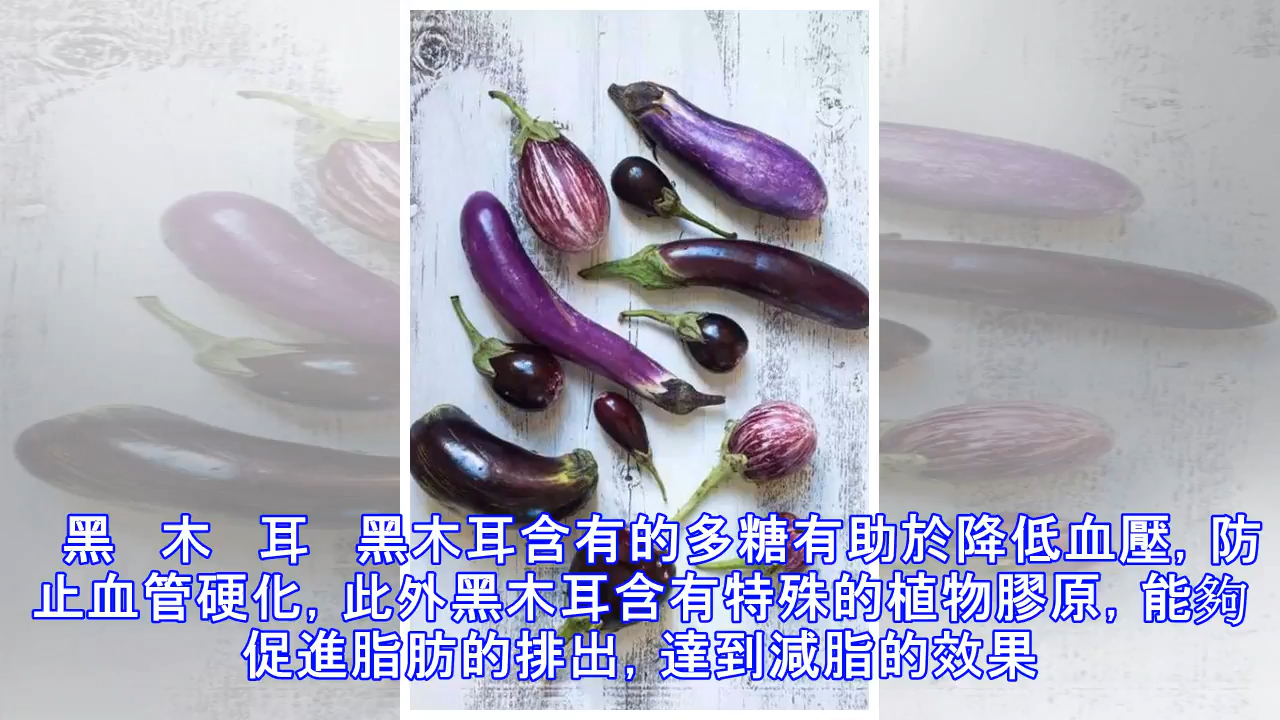 黑 木 耳 黑木耳含有的多糖有助於降低血壓, 防
止血管硬化, 此外黑木耳含有特殊的植物膠原, 能夠
促進脂肪的排出, 達到減脂的效果